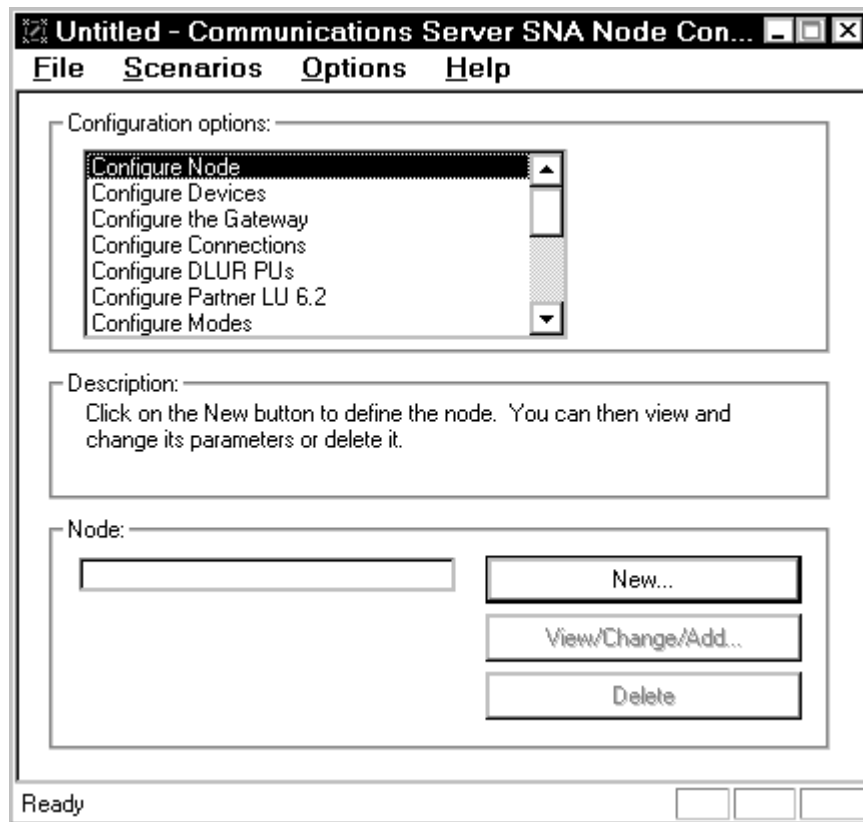 Untitled - Communications Server SNA Node Con...
File Scenarios Options Help
Configuration options:
Configure Node
Configure Devices
Configure the Gateway
Configure Connections
Configure DLUR PUs
Configure Partner LU 6.2
Configure Modes
Description:
Click on the New button to define the node. You can then view and
change its parameters or delete it.
Node:
New...
View/Change/Add...
Delete
Ready